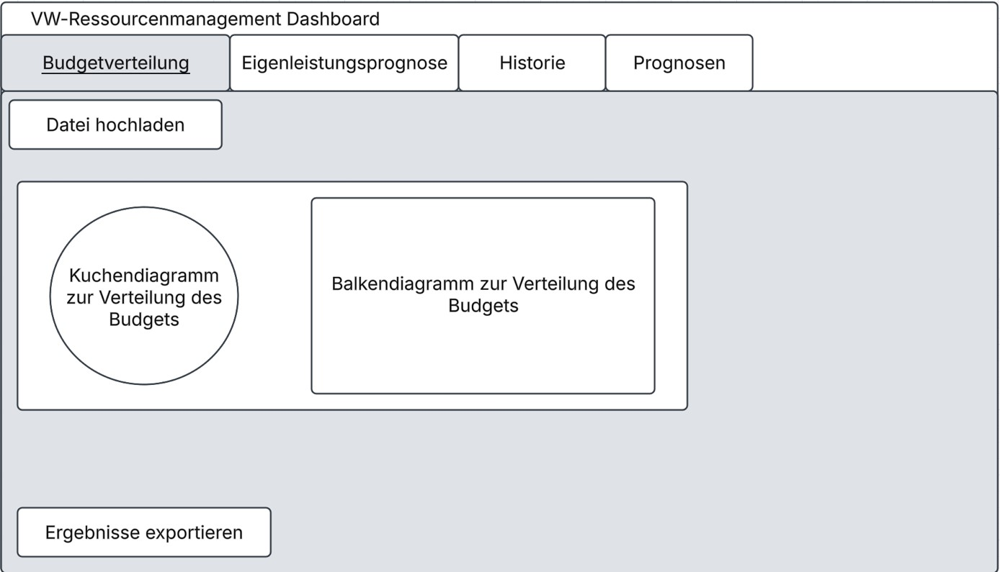 VW-Ressourcenmanagement Dashboard
Budgetverteilung
Eigenleistungsprognose
Historie
Prognosen
Datei hochladen
Kuchendiagramm
zur Verteilung des
Budgets
Balkendiagramm zur Verteilung des
Budgets
Ergebnisse exportieren